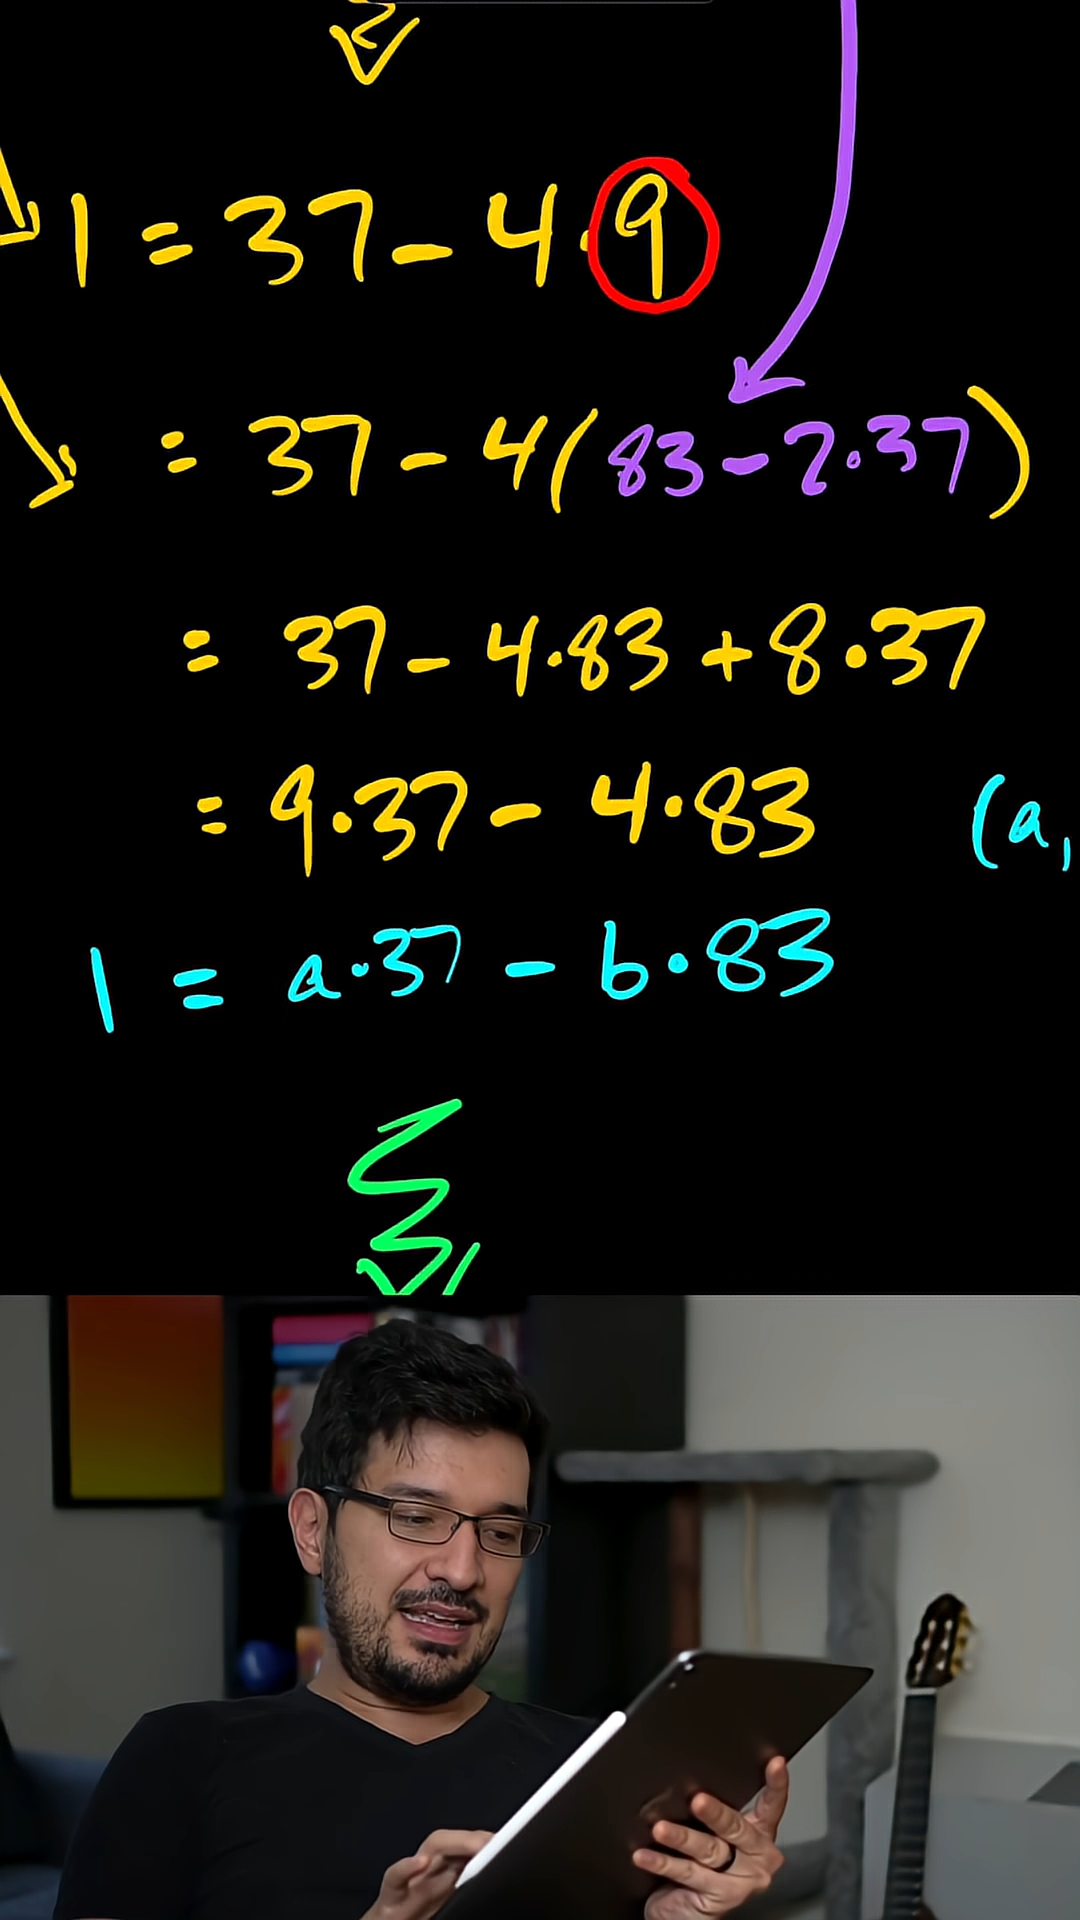 1 = 37 - 4·9
= 37 - 4(83 - 2·37)
= 37 - 4·83 + 8·37
= 9·37 - 4·83 (a,
1 = a·37 - b·83